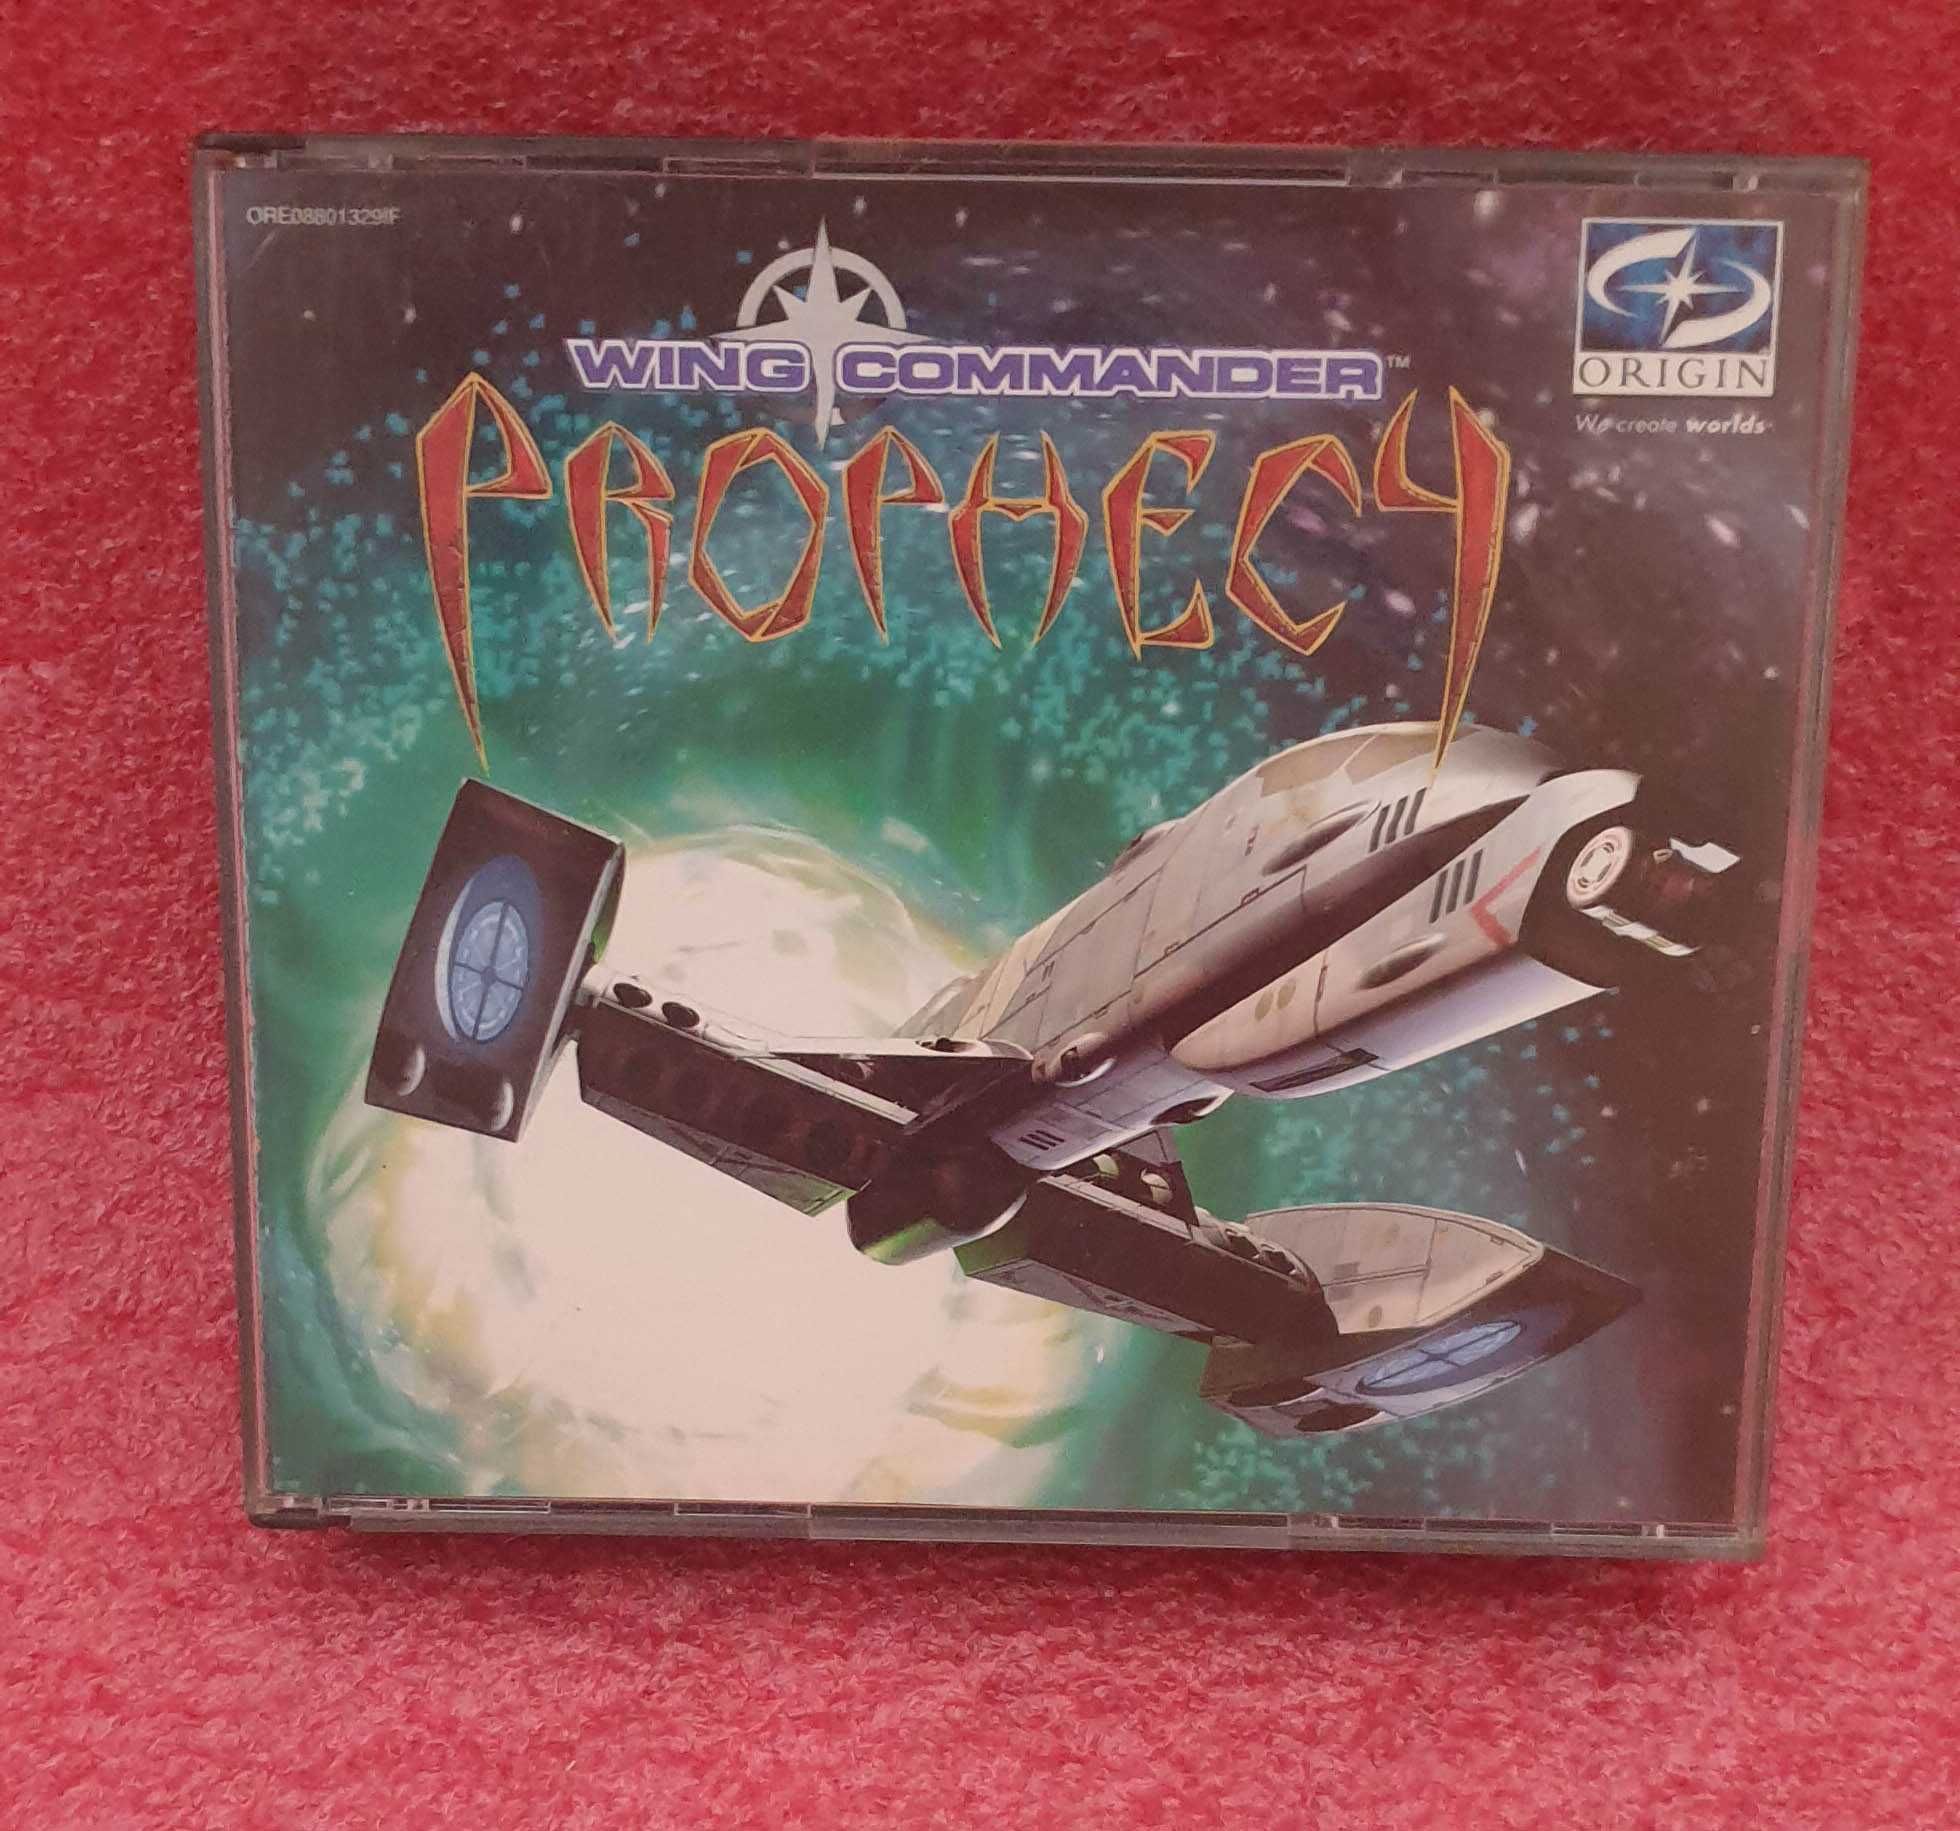 ORE08801329IF
WING COMMANDER™
PROPHECY
ORIGIN
We create worlds